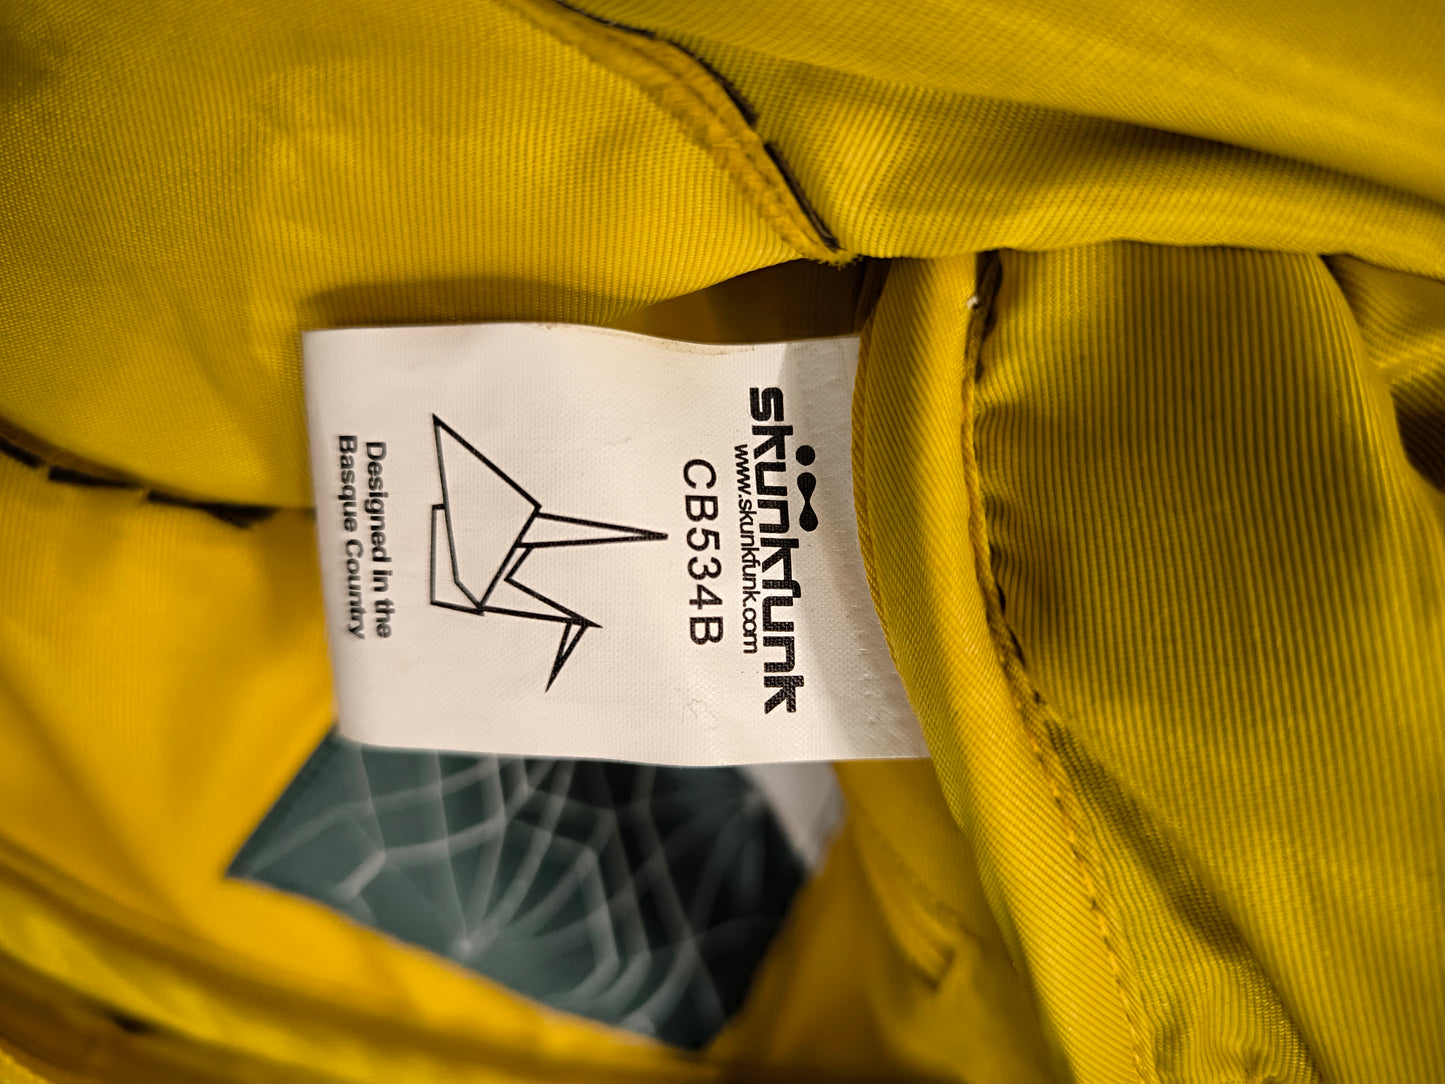 skunkfunk
www.skunkfunk.com
CB534B
Designed in the
Basque Country